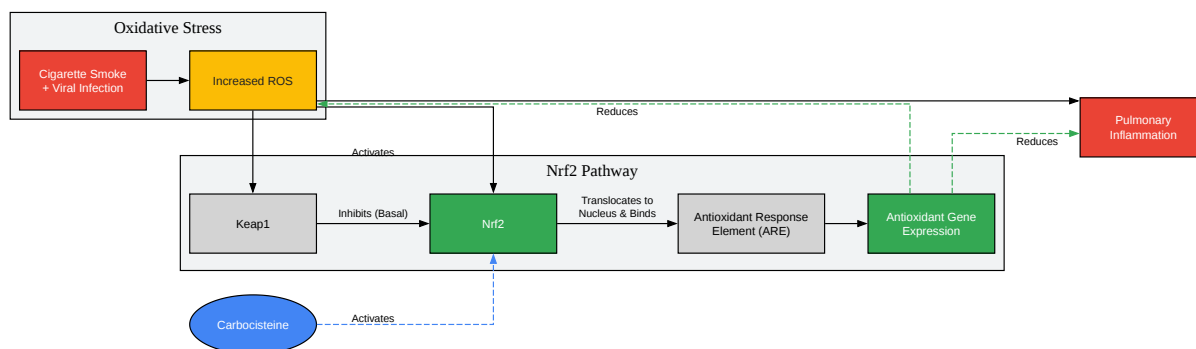 Oxidative Stress
Cigarette Smoke
+ Viral Infection
Increased ROS
Reduces
Pulmonary
Inflammation
Reduces
Activates
Nrf2 Pathway
Keap1
Inhibits (Basal)
Nrf2
Translocates to
Nucleus & Binds
Antioxidant Response
Element (ARE)
Antioxidant Gene
Expression
Carbocisteine
Activates